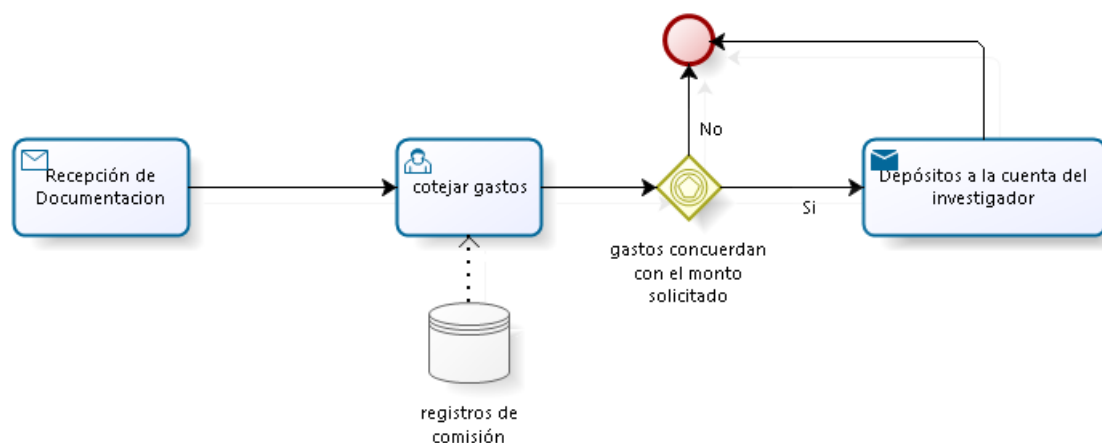 Recepción de
Documentacion
cotejar gastos
No
Si
Depósitos a la cuenta del
investigador
gastos concuerdan
con el monto
solicitado
registros de
comisión